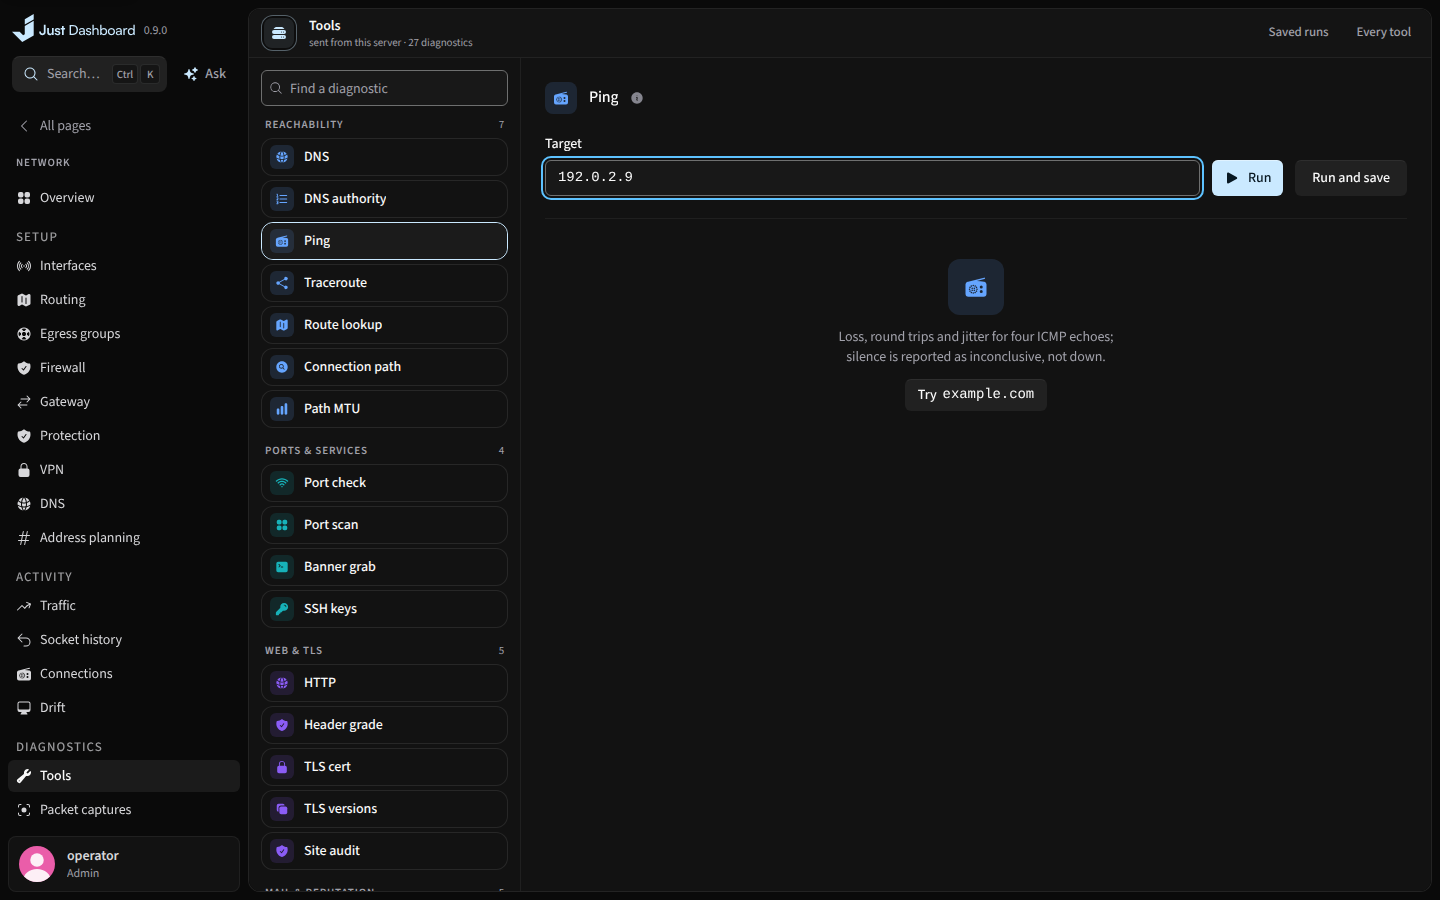 Just Dashboard 0.9.0
Search… Ctrl K
Ask
All pages
NETWORK
Overview
SETUP
Interfaces
Routing
Egress groups
Firewall
Gateway
Protection
VPN
DNS
Address planning
ACTIVITY
Traffic
Socket history
Connections
Drift
DIAGNOSTICS
Tools
Packet captures
operator
Admin
Tools
sent from this server · 27 diagnostics
Saved runs
Every tool
Find a diagnostic
REACHABILITY 7
DNS
DNS authority
Ping
Traceroute
Route lookup
Connection path
Path MTU
PORTS & SERVICES 4
Port check
Port scan
Banner grab
SSH keys
WEB & TLS 5
HTTP
Header grade
TLS cert
TLS versions
Site audit
MAIL & REPUTATION 5
Ping
Target
192.0.2.9
Run
Run and save
Loss, round trips and jitter for four ICMP echoes;
silence is reported as inconclusive, not down.
Try example.com